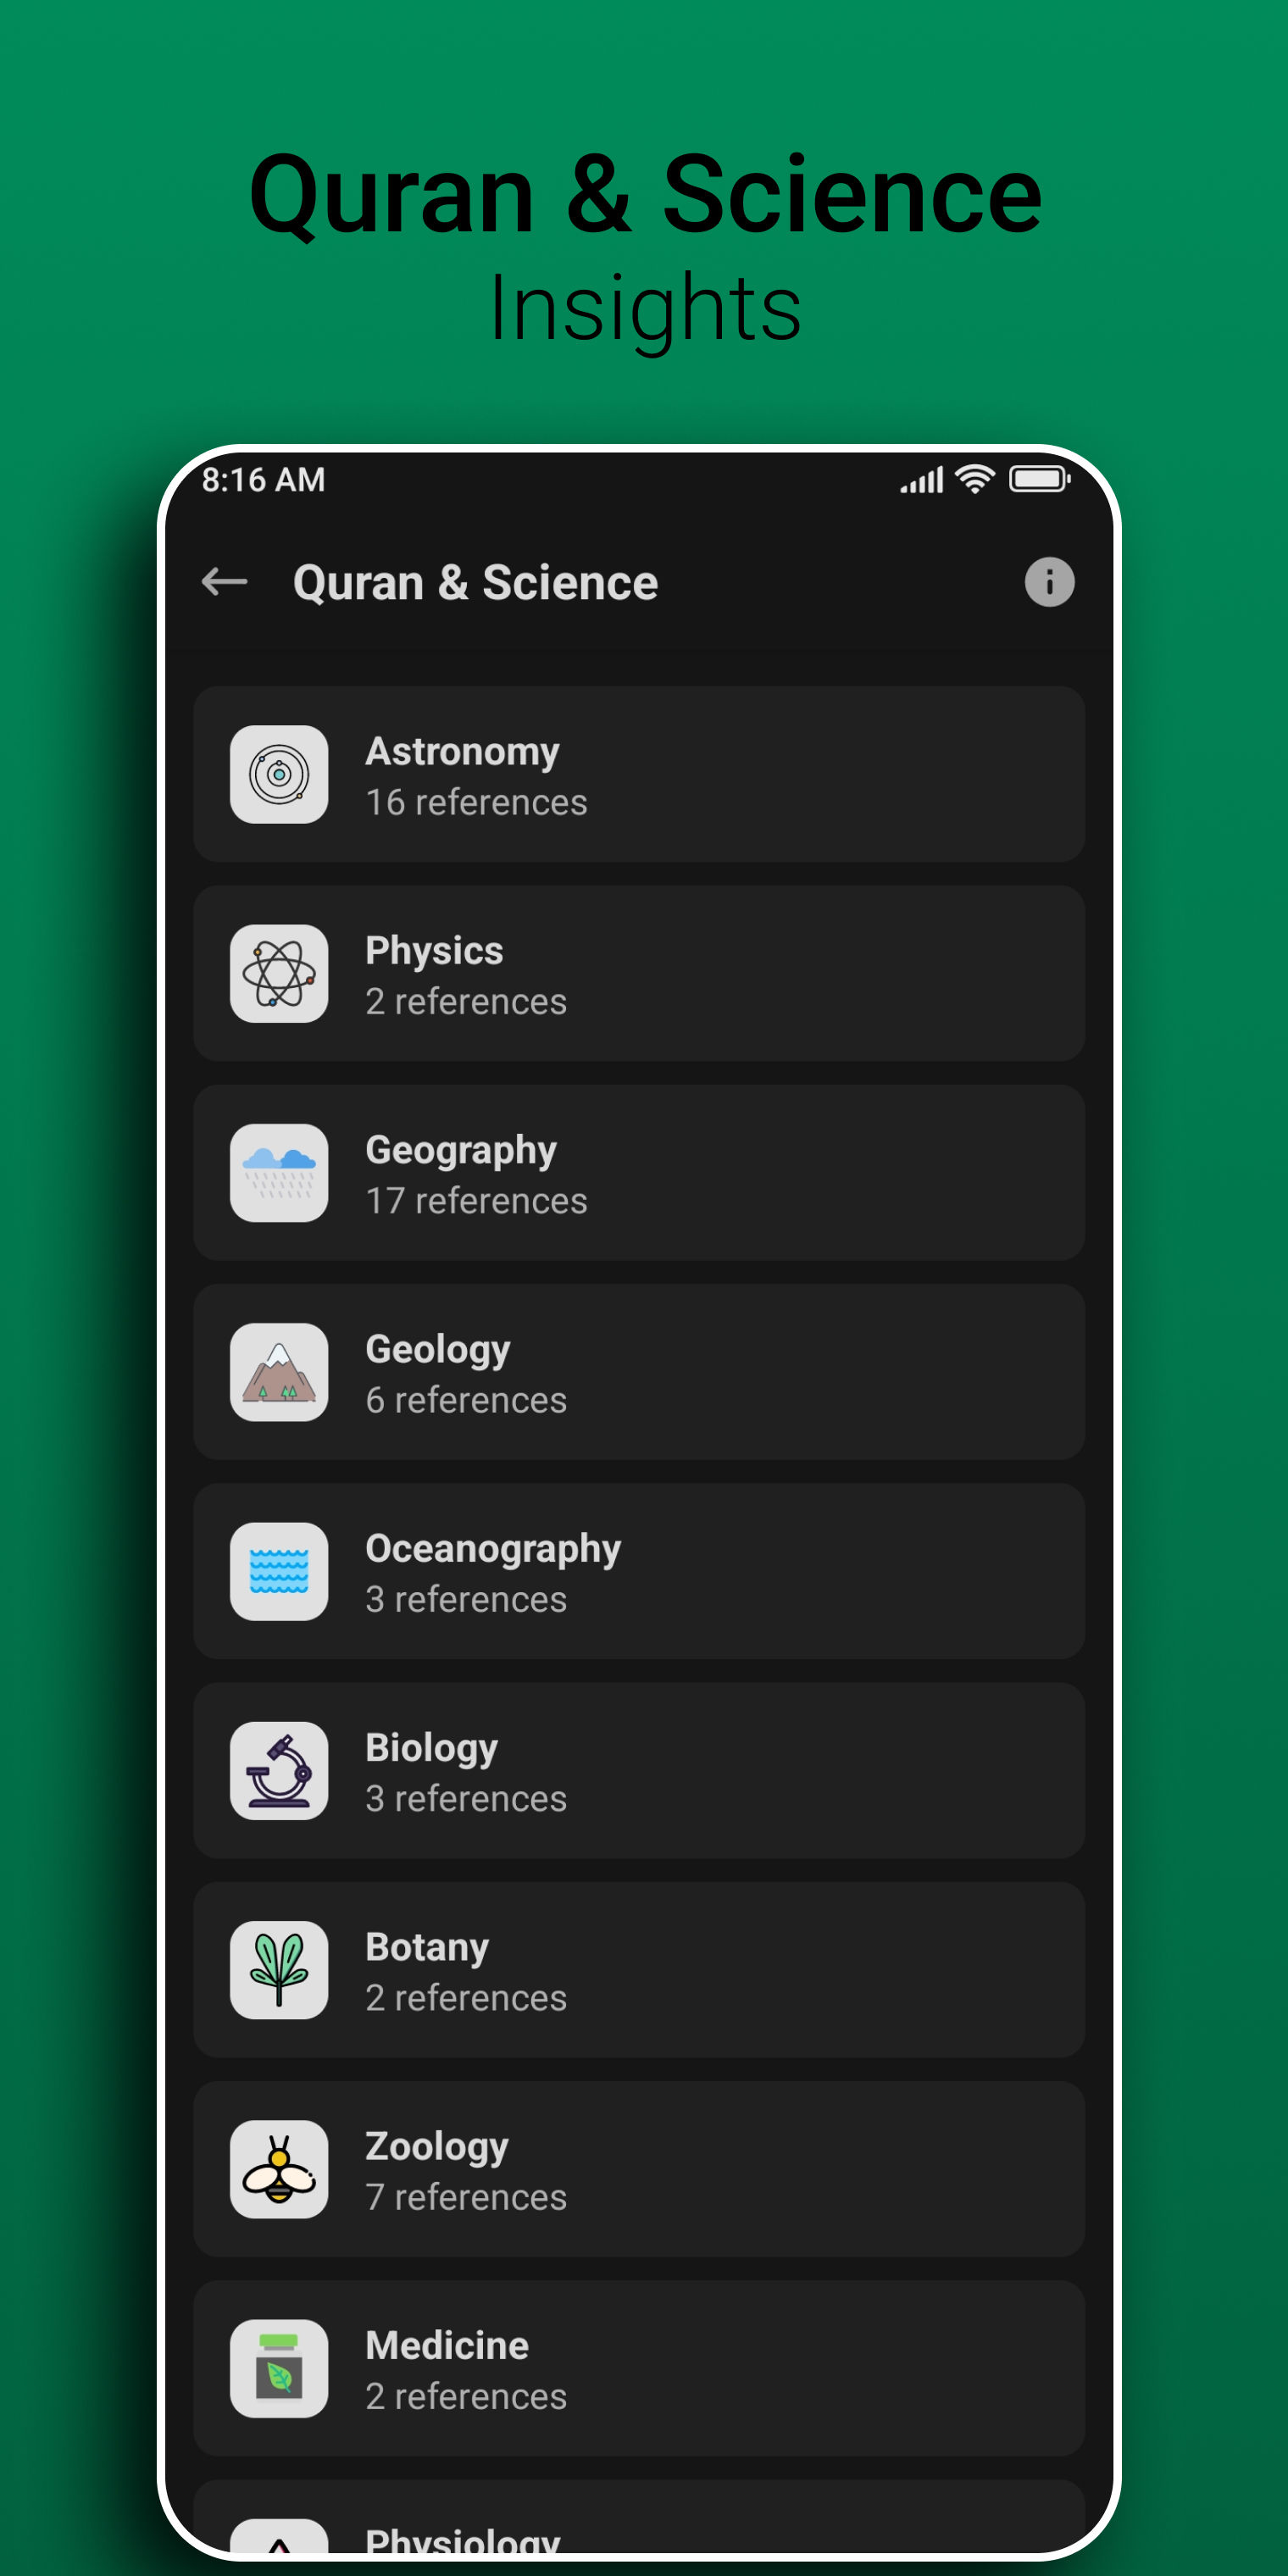 Quran & Science
Insights
8:16 AM
Quran & Science
Astronomy
16 references
Physics
2 references
Geography
17 references
Geology
6 references
Oceanography
3 references
Biology
3 references
Botany
2 references
Zoology
7 references
Medicine
2 references
Physiology